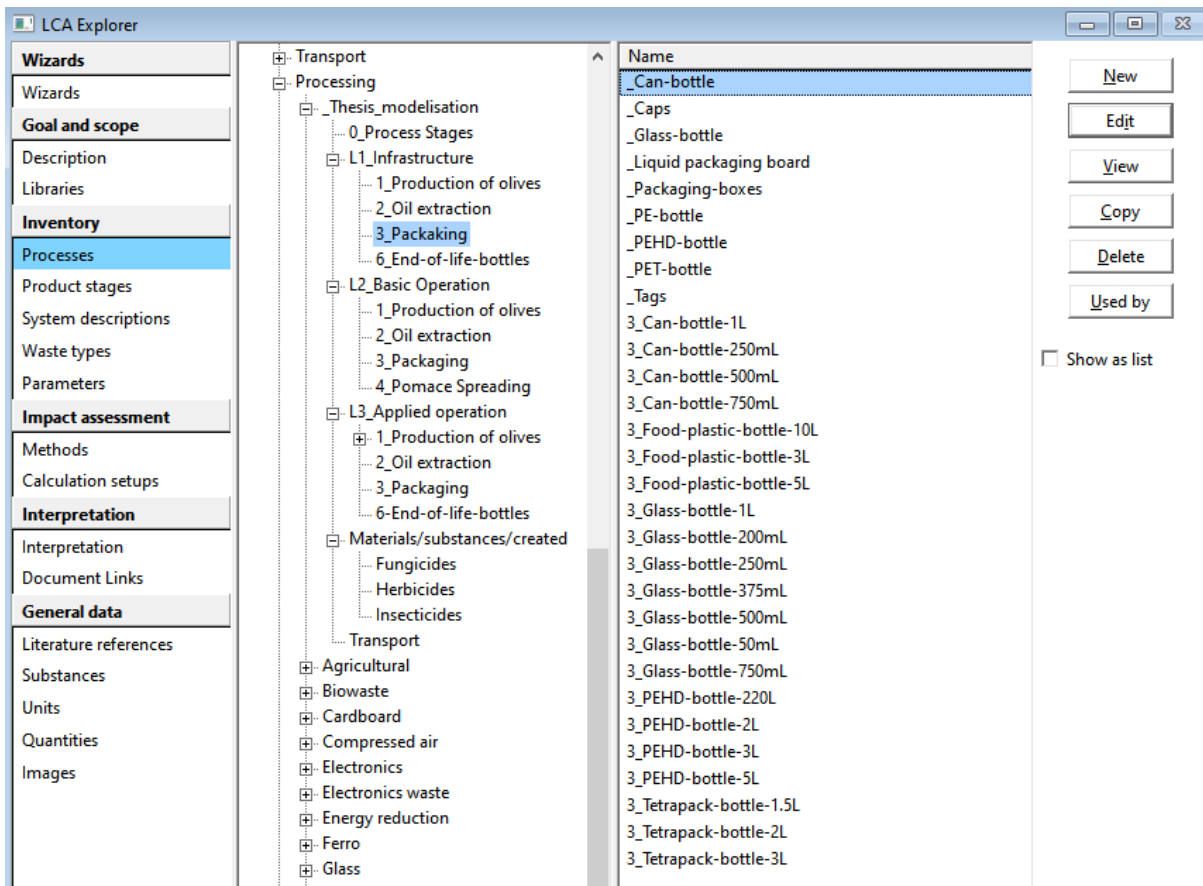 LCA Explorer
Wizards
Wizards
Goal and scope
Description
Libraries
Inventory
Processes
Product stages
System descriptions
Waste types
Parameters
Impact assessment
Methods
Calculation setups
Interpretation
Interpretation
Document Links
General data
Literature references
Substances
Units
Quantities
Images
Transport
Processing
_Thesis_modelisation
0_Process Stages
L1_Infrastructure
1_Production of olives
2_Oil extraction
3_Packaking
6_End-of-life-bottles
L2_Basic Operation
1_Production of olives
2_Oil extraction
3_Packaging
4_Pomace Spreading
L3_Applied operation
1_Production of olives
2_Oil extraction
3_Packaging
6-End-of-life-bottles
Materials/substances/created
Fungicides
Herbicides
Insecticides
Transport
Agricultural
Biowaste
Cardboard
Compressed air
Electronics
Electronics waste
Energy reduction
Ferro
Glass
Name
_Can-bottle
_Caps
_Glass-bottle
_Liquid packaging board
_Packaging-boxes
_PE-bottle
_PEHD-bottle
_PET-bottle
_Tags
3_Can-bottle-1L
3_Can-bottle-250mL
3_Can-bottle-500mL
3_Can-bottle-750mL
3_Food-plastic-bottle-10L
3_Food-plastic-bottle-3L
3_Food-plastic-bottle-5L
3_Glass-bottle-1L
3_Glass-bottle-200mL
3_Glass-bottle-250mL
3_Glass-bottle-375mL
3_Glass-bottle-500mL
3_Glass-bottle-50mL
3_Glass-bottle-750mL
3_PEHD-bottle-220L
3_PEHD-bottle-2L
3_PEHD-bottle-3L
3_PEHD-bottle-5L
3_Tetrapack-bottle-1.5L
3_Tetrapack-bottle-2L
3_Tetrapack-bottle-3L
New
Edit
View
Copy
Delete
Used by
Show as list